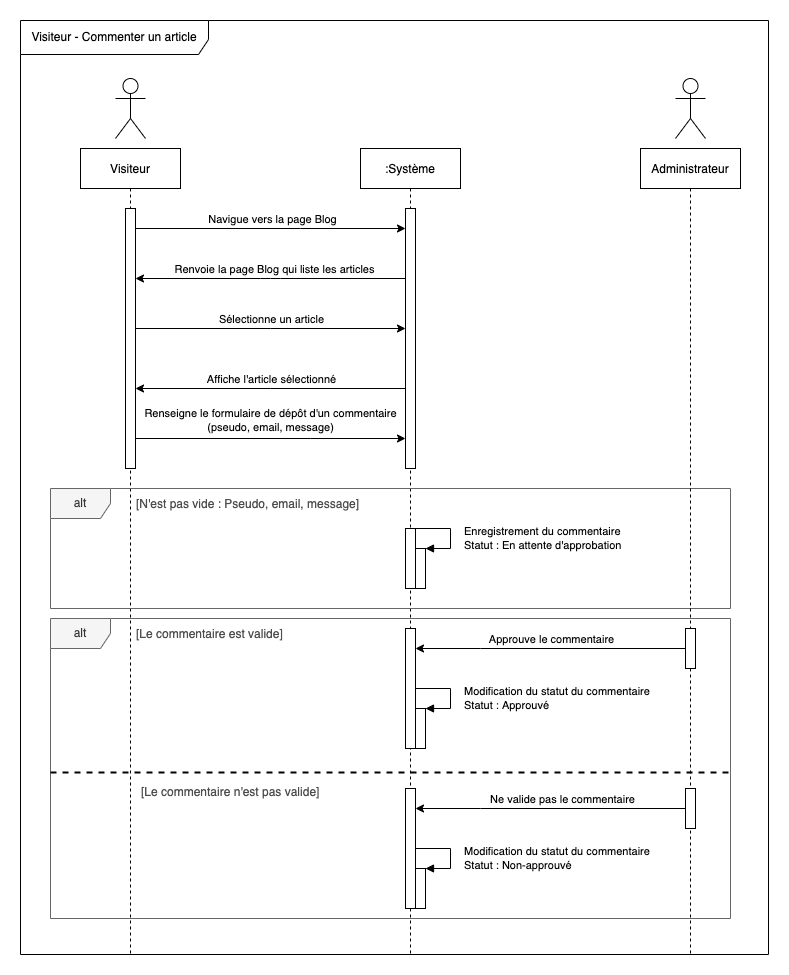 Visiteur - Commenter un article
Visiteur
:Système
Administrateur
Navigue vers la page Blog
Renvoie la page Blog qui liste les articles
Sélectionne un article
Affiche l'article sélectionné
Renseigne le formulaire de dépôt d'un commentaire
(pseudo, email, message)
alt
[N'est pas vide : Pseudo, email, message]
Enregistrement du commentaire
Statut : En attente d'approbation
alt
[Le commentaire est valide]
Approuve le commentaire
Modification du statut du commentaire
Statut : Approuvé
[Le commentaire n'est pas valide]
Ne valide pas le commentaire
Modification du statut du commentaire
Statut : Non-approuvé